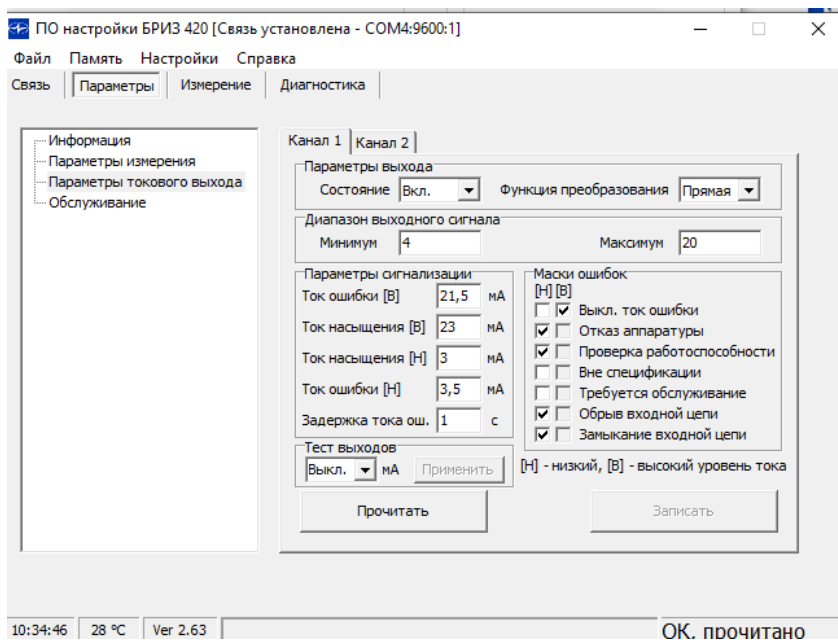 ПО настройки БРИЗ 420 [Связь установлена - COM4:9600:1]
Файл Память Настройки Справка
Связь Параметры Измерение Диагностика
Информация
Параметры измерения
Параметры токового выхода
Обслуживание
Канал 1 Канал 2
Параметры выхода
Состояние Вкл. Функция преобразования Прямая
Диапазон выходного сигнала
Минимум 4 Максимум 20
Параметры сигнализации
Ток ошибки [В] 21,5 мА
Ток насыщения [В] 23 мА
Ток насыщения [Н] 3 мА
Ток ошибки [Н] 3,5 мА
Задержка тока ош. 1 с
Маски ошибок
[Н] [В]
Выкл. ток ошибки
Отказ аппаратуры
Проверка работоспособности
Вне спецификации
Требуется обслуживание
Обрыв входной цепи
Замыкание входной цепи
Тест выходов
Выкл. мА Применить
[Н] - низкий, [В] - высокий уровень тока
Прочитать Записать
10:34:46 28 °C Ver 2.63 ОК, прочитано